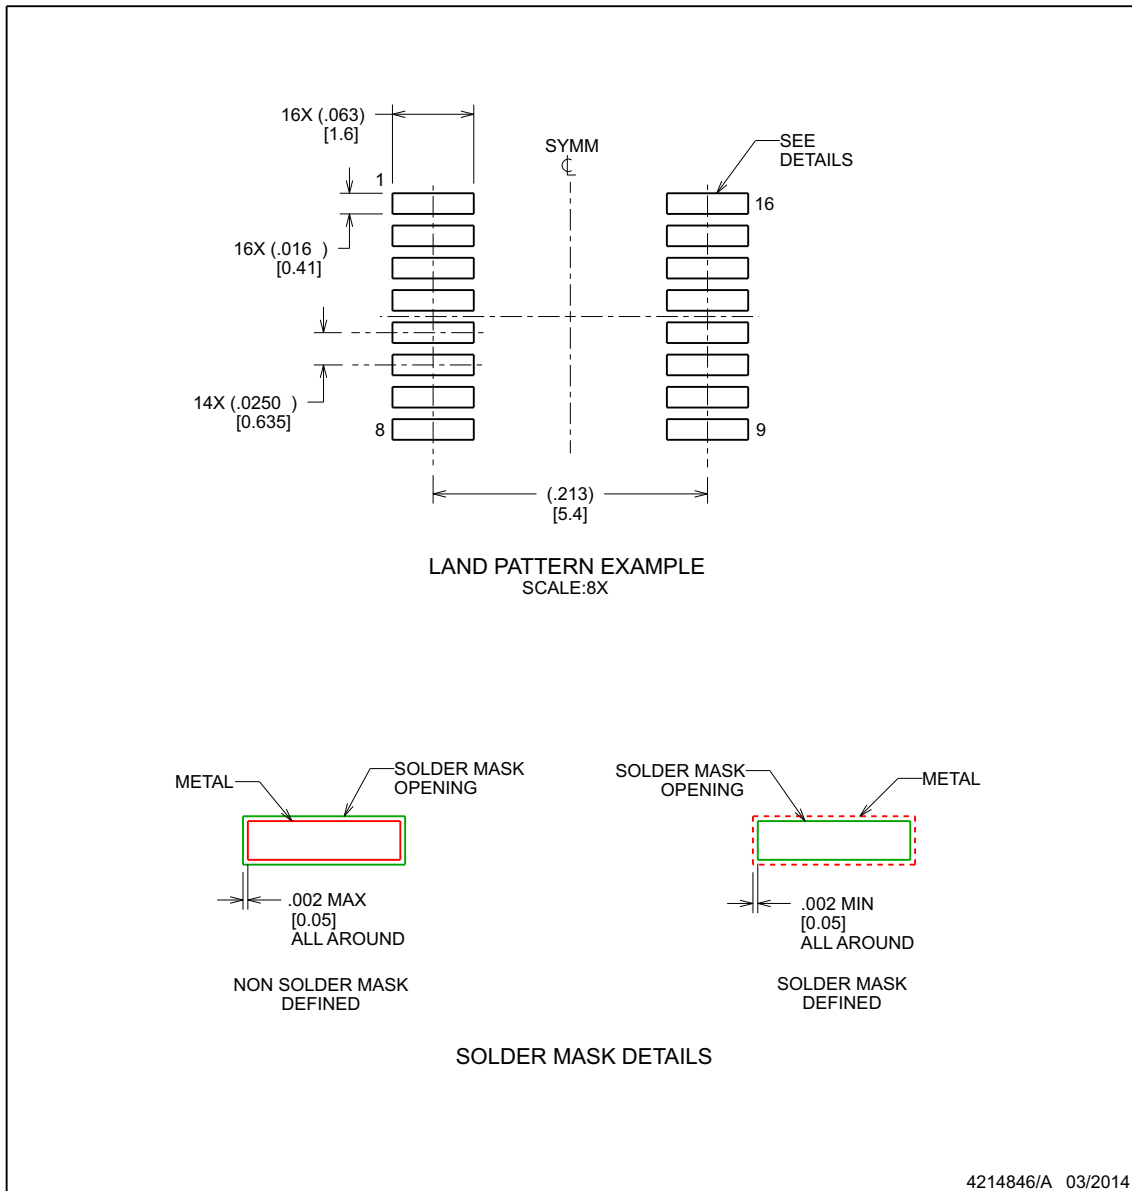 16X (.063)
[1.6]
SYMM
℄
SEE
DETAILS
1
16
16X (.016 )
[0.41]
14X (.0250 )
[0.635]
8
9
(.213)
[5.4]
LAND PATTERN EXAMPLE
SCALE:8X
METAL
SOLDER MASK
OPENING
SOLDER MASK
OPENING
METAL
.002 MAX
[0.05]
ALL AROUND
.002 MIN
[0.05]
ALL AROUND
NON SOLDER MASK
DEFINED
SOLDER MASK
DEFINED
SOLDER MASK DETAILS
4214846/A 03/2014